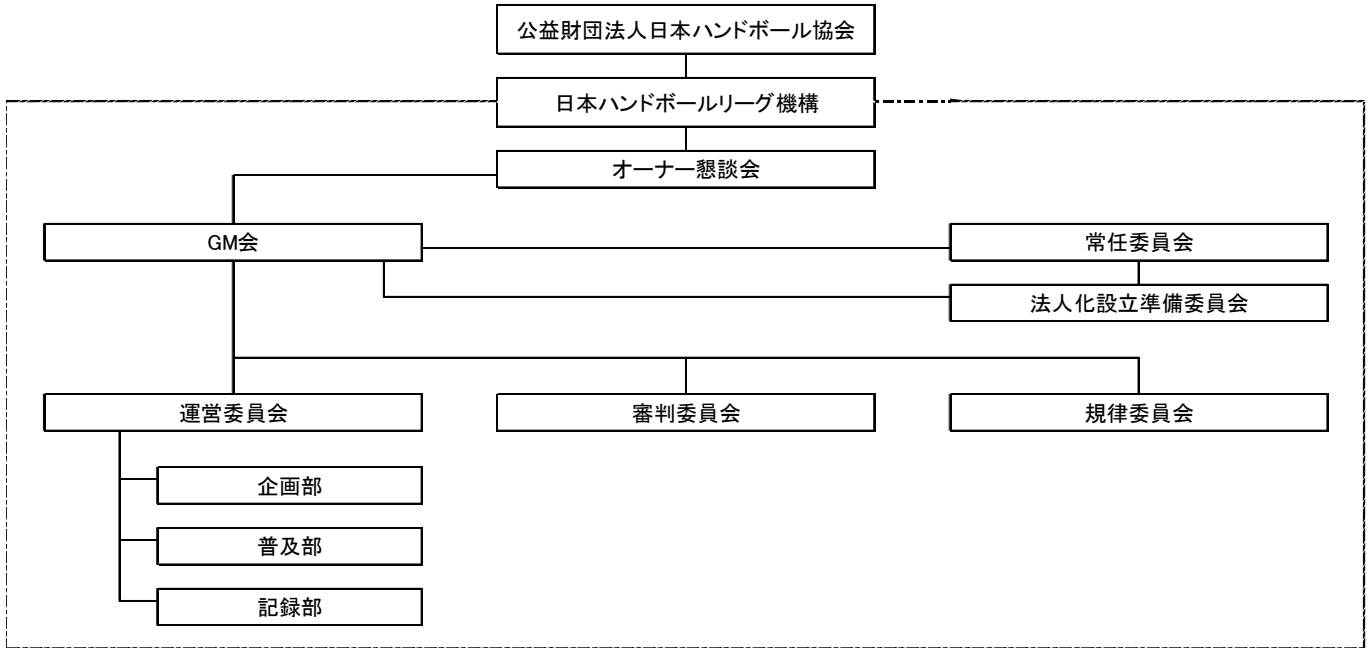 公益財団法人日本ハンドボール協会
日本ハンドボールリーグ機構
オーナー懇談会
GM会
常任委員会
法人化設立準備委員会
運営委員会
審判委員会
規律委員会
企画部
普及部
記録部